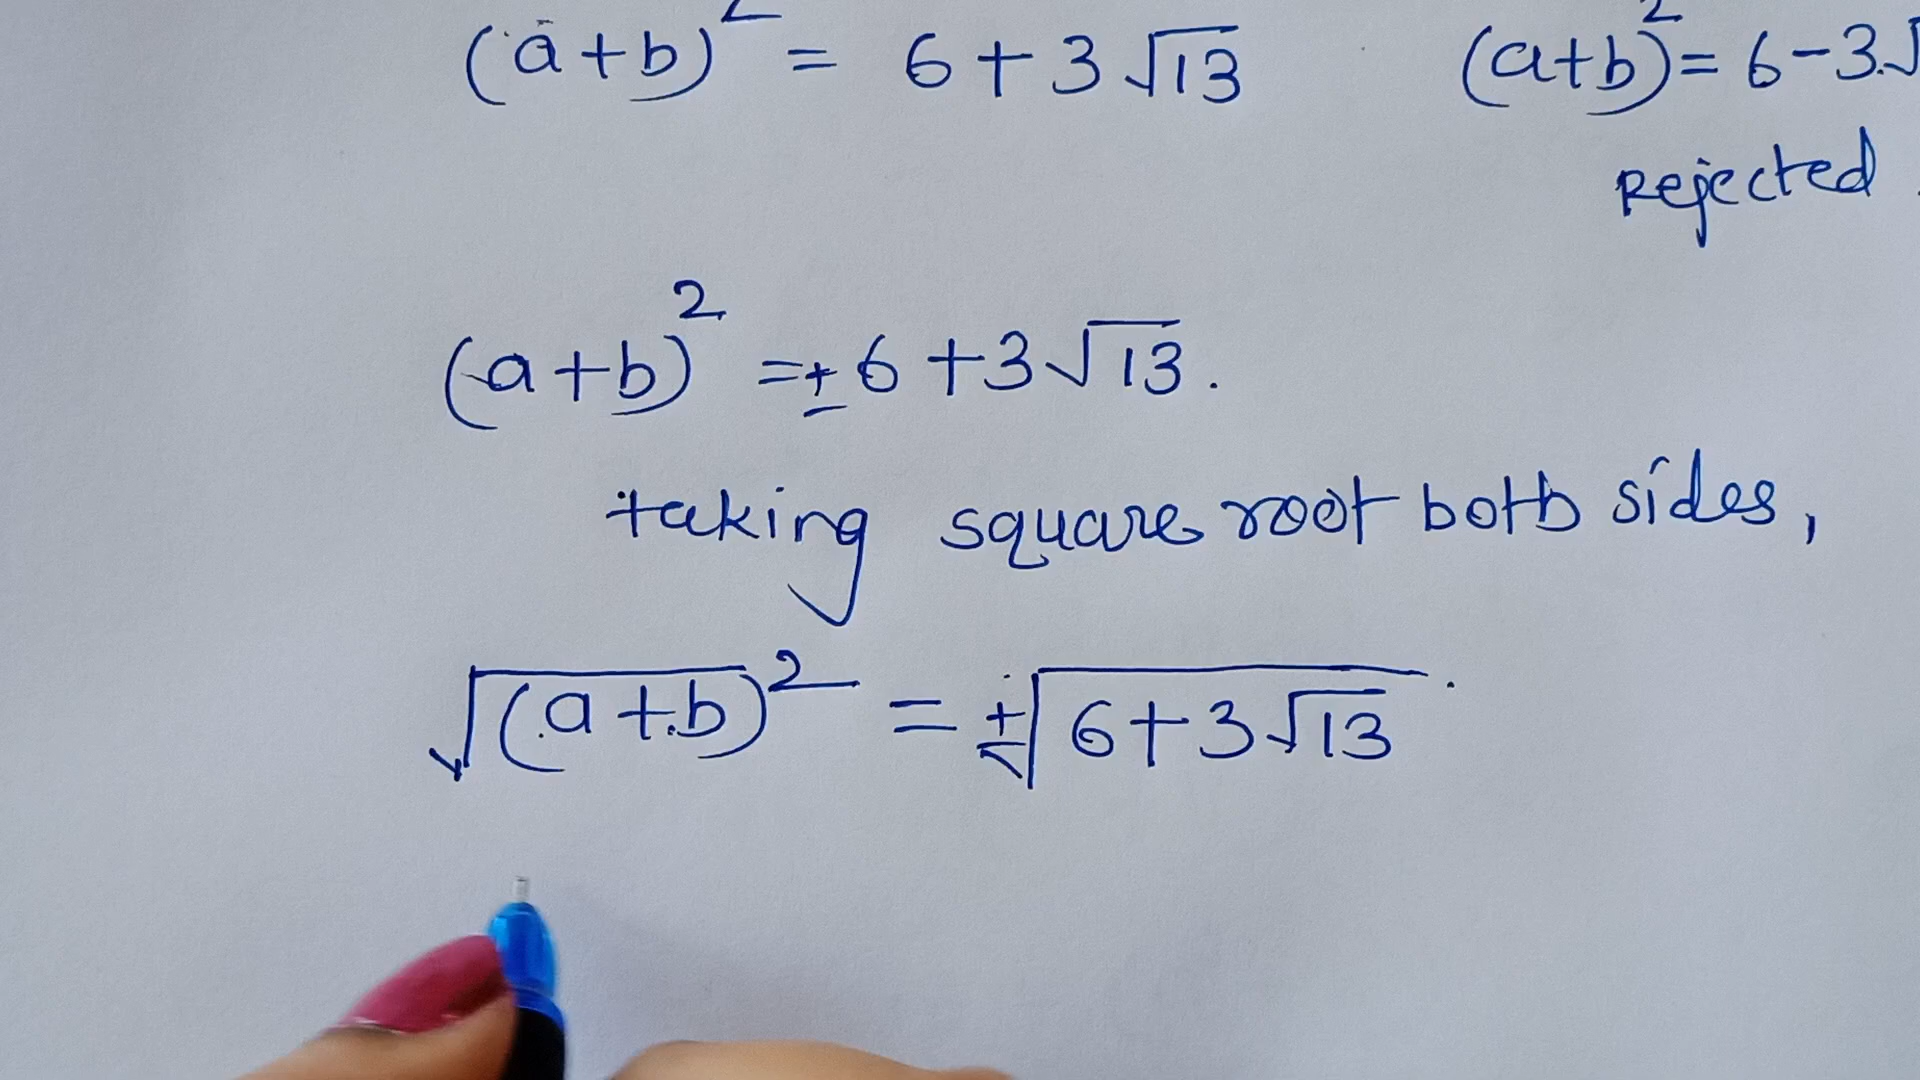 (a+b)² = 6+3√13    (a+b)² = 6-3√
Rejected.
(a+b)² = ± 6+3√13.
taking square root both sides,
√(a+b)² = ±√6+3√13.